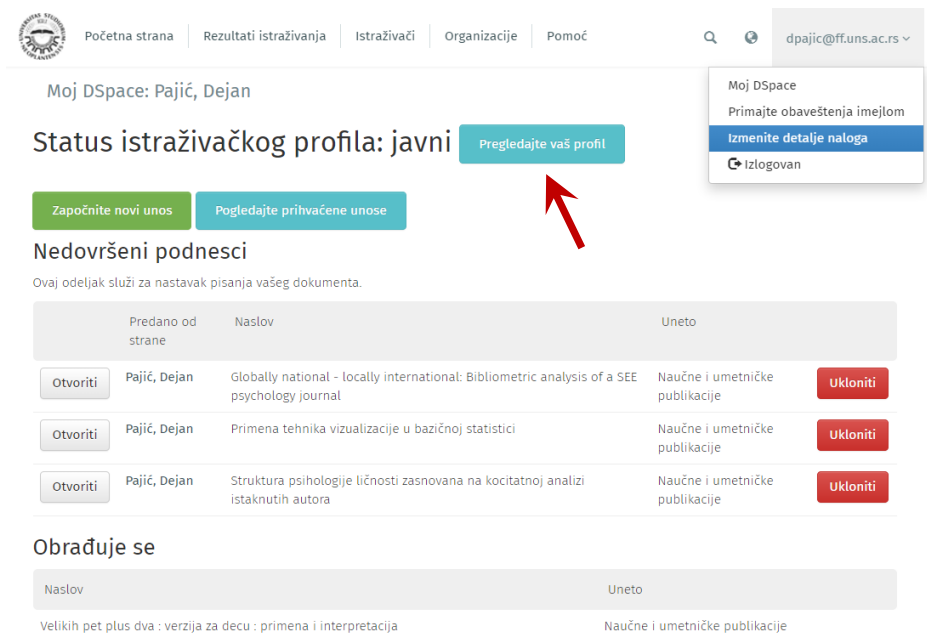 Početna strana Rezultati istraživanja Istraživači Organizacije Pomoć dpajic@ff.uns.ac.rs
Moj DSpace
Primajte obaveštenja imejlom
Izmenite detalje naloga
Izlogovan
Moj DSpace: Pajić, Dejan
Status istraživačkog profila: javni Pregledajte vaš profil
Započnite novi unos Pogledajte prihvaćene unose
Nedovršeni podnesci
Ovaj odeljak služi za nastavak pisanja vašeg dokumenta.
Predano od Naslov Uneto
strane
Otvoriti Pajić, Dejan Globally national - locally international: Bibliometric analysis of a SEE Naučne i umetničke Ukloniti
psychology journal publikacije
Otvoriti Pajić, Dejan Primena tehnika vizualizacije u bazičnoj statistici Naučne i umetničke Ukloniti
publikacije
Otvoriti Pajić, Dejan Struktura psihologije ličnosti zasnovana na kocitatnoj analizi Naučne i umetničke Ukloniti
istaknutih autora publikacije
Obrađuje se
Naslov Uneto
Velikih pet plus dva : verzija za decu : primena i interpretacija Naučne i umetničke publikacije